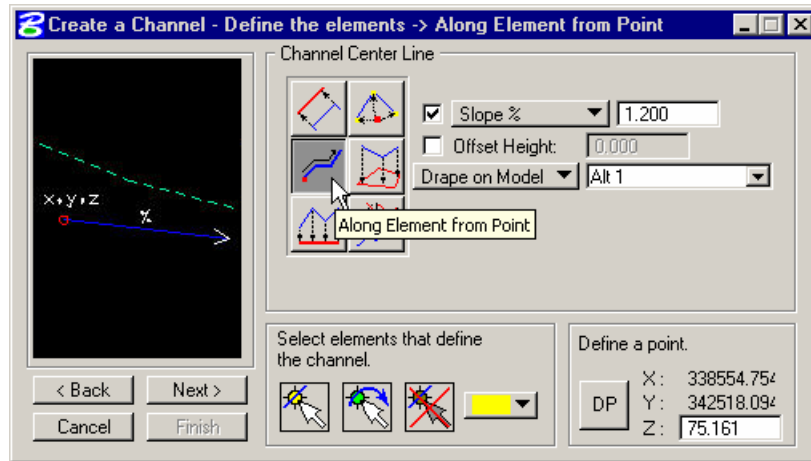 Create a Channel - Define the elements -> Along Element from Point
Channel Center Line
Slope %
1.200
Offset Height:
0.000
Drape on Model
Alt 1
Along Element from Point
x,y,z
%
Select elements that define
the channel.
Define a point.
X: 338554.754
DP
Y: 342518.094
Z: 75.161
< Back
Next >
Cancel
Finish